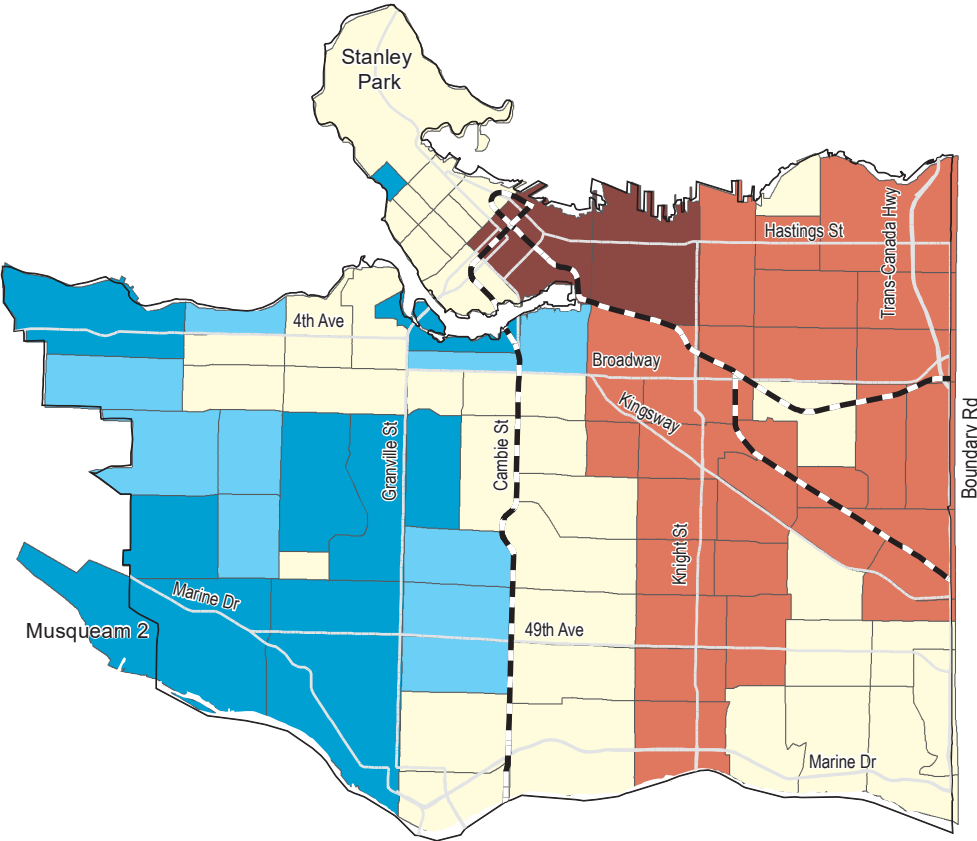 Stanley
Park
Hastings St
Trans-Canada Hwy
4th Ave
Broadway
Kingsway
Granville St
Cambie St
Boundary Rd
Knight St
Marine Dr
Musqueam 2
49th Ave
Marine Dr